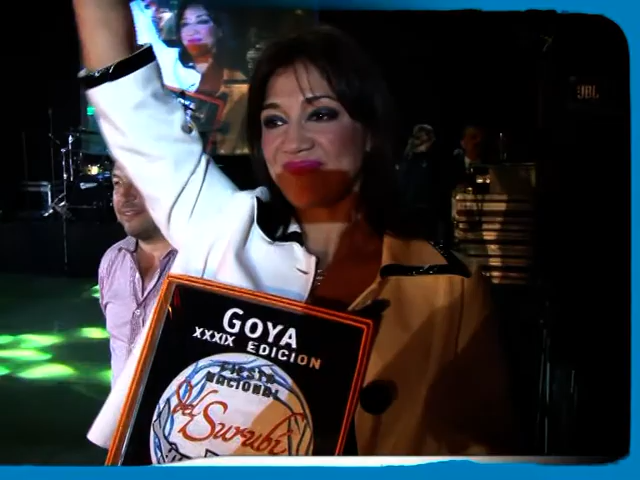 JBL
GOYA
XXXIX EDICION
FIESTA
NACIONAL
del
Surubí